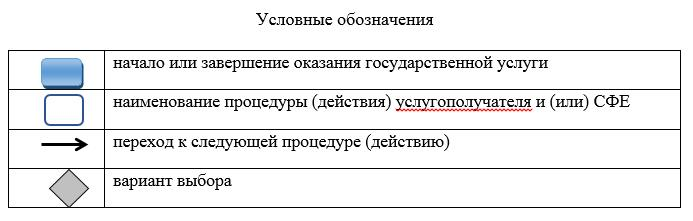 Условные обозначения
начало или завершение оказания государственной услуги
наименование процедуры (действия) услугополучателя и (или) СФЕ
переход к следующей процедуре (действию)
вариант выбора